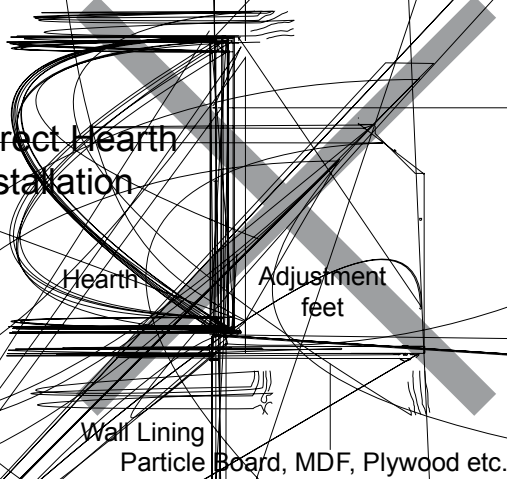 rect Hearth
stallation
Hearth
Adjustment
feet
Wall Lining
Particle Board, MDF, Plywood etc.